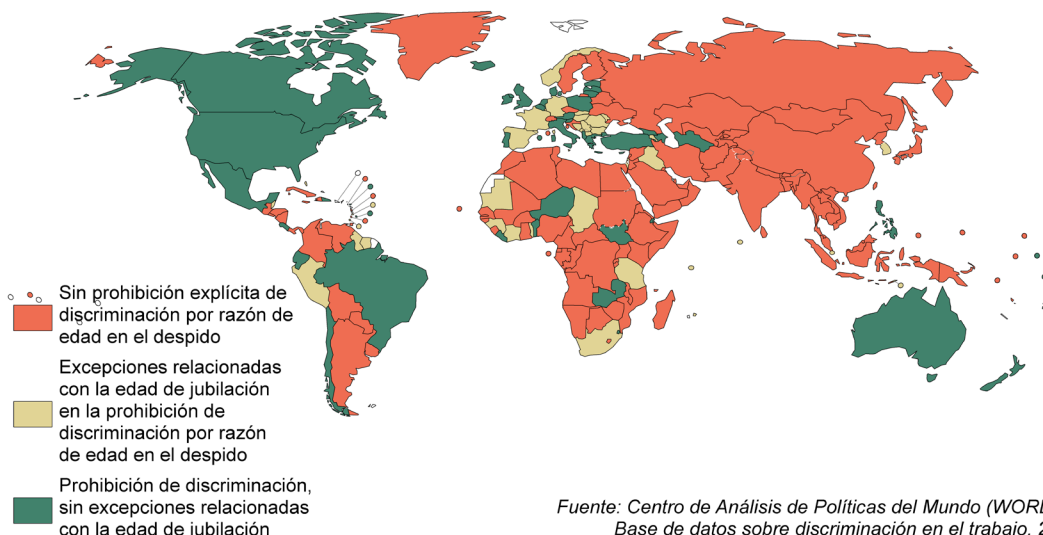 Sin prohibición explícita de
discriminación por razón de
edad en el despido
Excepciones relacionadas
con la edad de jubilación
en la prohibición de
discriminación por razón
de edad en el despido
Prohibición de discriminación,
sin excepciones relacionadas
con la edad de jubilación
Fuente: Centro de Análisis de Políticas del Mundo (WORL
Base de datos sobre discriminación en el trabajo, 2